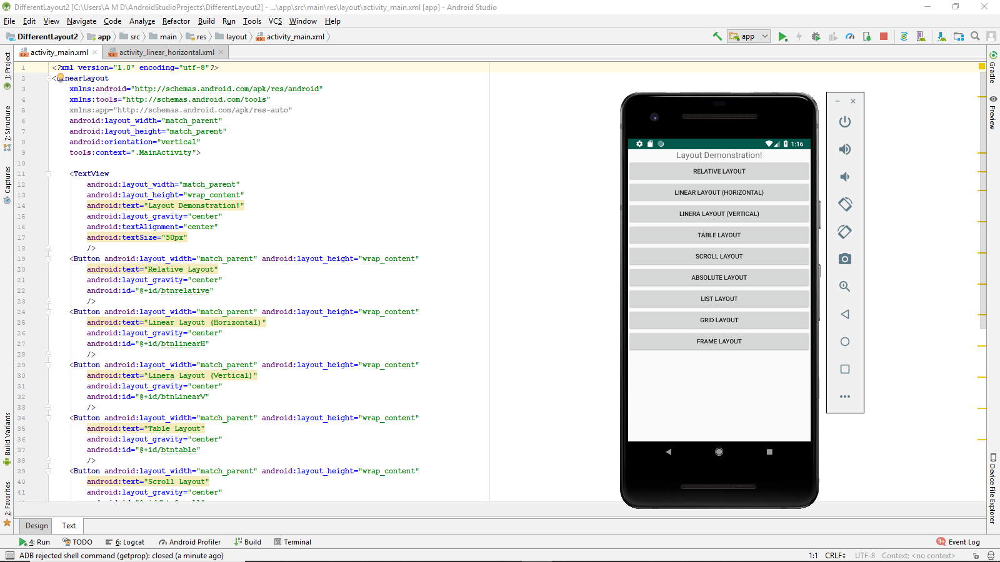 DifferentLayout2 [C:\Users\A M D\AndroidStudioProjects\DifferentLayout2] - ...\app\src\main\res\layout\activity_main.xml [app] - Android Studio
File Edit View Navigate Code Analyze Refactor Build Run Tools VCS Window Help
DifferentLayout2 app src main res layout activity_main.xml app
activity_main.xml activity_linear_horizontal.xml
1 <?xml version="1.0" encoding="utf-8"?>
2 <LinearLayout
3 xmlns:android="http://schemas.android.com/apk/res/android"
4 xmlns:tools="http://schemas.android.com/tools"
5 xmlns:app="http://schemas.android.com/apk/res-auto"
6 android:layout_width="match_parent"
7 android:layout_height="match_parent"
8 android:orientation="vertical"
9 tools:context=".MainActivity">
10
11 <TextView
12 android:layout_width="match_parent"
13 android:layout_height="wrap_content"
14 android:text="Layout Demonstration!"
15 android:layout_gravity="center"
16 android:textAlignment="center"
17 android:textSize="50px"
18 />
19 <Button android:layout_width="match_parent" android:layout_height="wrap_content"
20 android:text="Relative Layout"
21 android:layout_gravity="center"
22 android:id="@+id/btnrelative"
23 />
24 <Button android:layout_width="match_parent" android:layout_height="wrap_content"
25 android:text="Linear Layout (Horizontal)"
26 android:layout_gravity="center"
27 android:id="@+id/btnlinearH"
28 />
29 <Button android:layout_width="match_parent" android:layout_height="wrap_content"
30 android:text="Linera Layout (Vertical)"
31 android:layout_gravity="center"
32 android:id="@+id/btnLinearV"
33 />
34 <Button android:layout_width="match_parent" android:layout_height="wrap_content"
35 android:text="Table Layout"
36 android:layout_gravity="center"
37 android:id="@+id/btntable"
38 />
39 <Button android:layout_width="match_parent" android:layout_height="wrap_content"
40 android:text="Scroll Layout"
41 android:layout_gravity="center"
1:16
Layout Demonstration!
RELATIVE LAYOUT
LINEAR LAYOUT (HORIZONTAL)
LINERA LAYOUT (VERTICAL)
TABLE LAYOUT
SCROLL LAYOUT
ABSOLUTE LAYOUT
LIST LAYOUT
GRID LAYOUT
FRAME LAYOUT
1: Project
7: Structure
Captures
Build Variants
2: Favorites
Gradle
Preview
Device File Explorer
Design Text
4: Run TODO 6: Logcat Android Profiler Build Terminal 9+ Event Log
ADB rejected shell command (getprop): closed (a minute ago) 1:1 CRLF UTF-8 Context: <no context>